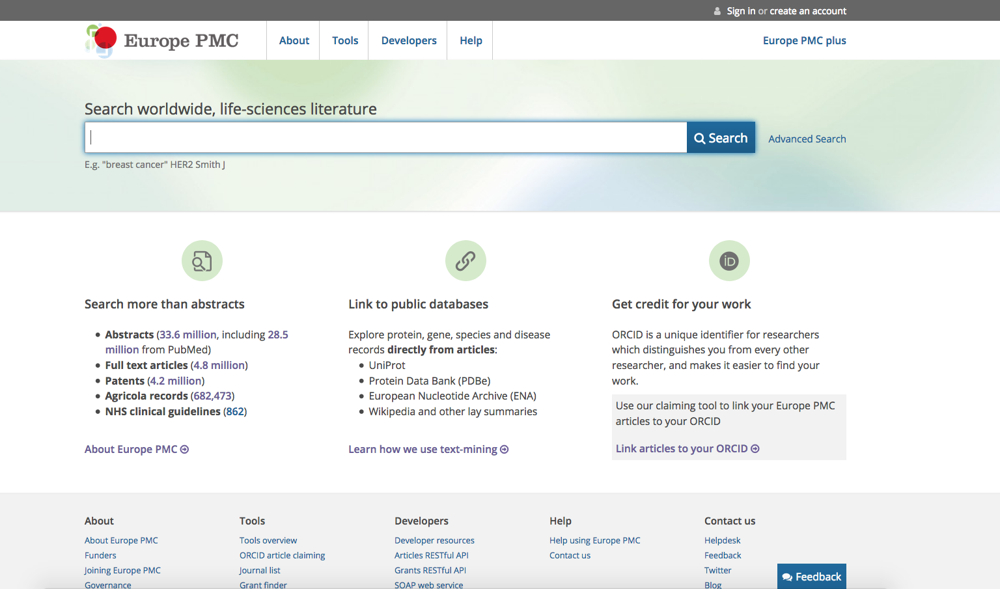 Sign in or create an account
Europe PMC
About
Tools
Developers
Help
Europe PMC plus
Search worldwide, life-sciences literature
Search
Advanced Search
E.g. "breast cancer" HER2 Smith J
iD
Search more than abstracts
Abstracts (33.6 million, including 28.5
million from PubMed)
Full text articles (4.8 million)
Patents (4.2 million)
Agricola records (682,473)
NHS clinical guidelines (862)
About Europe PMC
Link to public databases
Explore protein, gene, species and disease
records directly from articles:
UniProt
Protein Data Bank (PDBe)
European Nucleotide Archive (ENA)
Wikipedia and other lay summaries
Learn how we use text-mining
Get credit for your work
ORCID is a unique identifier for researchers
which distinguishes you from every other
researcher, and makes it easier to find your
work.
Use our claiming tool to link your Europe PMC
articles to your ORCID
Link articles to your ORCID
About
About Europe PMC
Funders
Joining Europe PMC
Governance
Tools
Tools overview
ORCID article claiming
Journal list
Grant finder
Developers
Developer resources
Articles RESTful API
Grants RESTful API
SOAP web service
Help
Help using Europe PMC
Contact us
Contact us
Helpdesk
Feedback
Twitter
Blog
Feedback